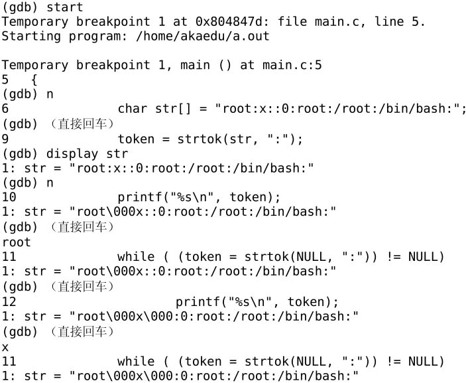 (gdb) start
Temporary breakpoint 1 at 0x804847d: file main.c, line 5.
Starting program: /home/akaedu/a.out
Temporary breakpoint 1, main () at main.c:5
5 {
(gdb) n
6 char str[] = "root:x::0:root:/root:/bin/bash:";
(gdb) （直接回车）
9 token = strtok(str, ":");
(gdb) display str
1: str = "root:x::0:root:/root:/bin/bash:"
(gdb) n
10 printf("%s\n", token);
1: str = "root\000x::0:root:/root:/bin/bash:"
(gdb) （直接回车）
root
11 while ( (token = strtok(NULL, ":")) != NULL)
1: str = "root\000x::0:root:/root:/bin/bash:"
(gdb) （直接回车）
12 printf("%s\n", token);
1: str = "root\000x\000:0:root:/root:/bin/bash:"
(gdb) （直接回车）
x
11 while ( (token = strtok(NULL, ":")) != NULL)
1: str = "root\000x\000:0:root:/root:/bin/bash:"